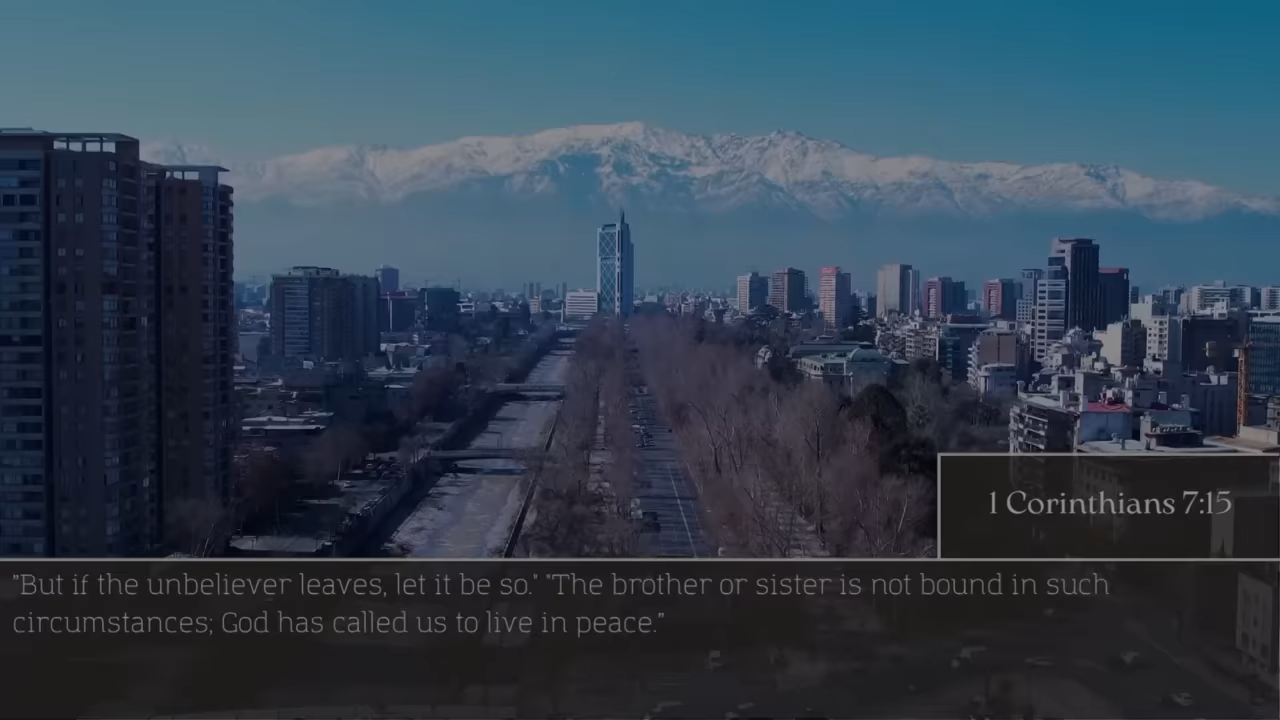 1 Corinthians 7:15
"But if the unbeliever leaves, let it be so." "The brother or sister is not bound in such
circumstances; God has called us to live in peace."